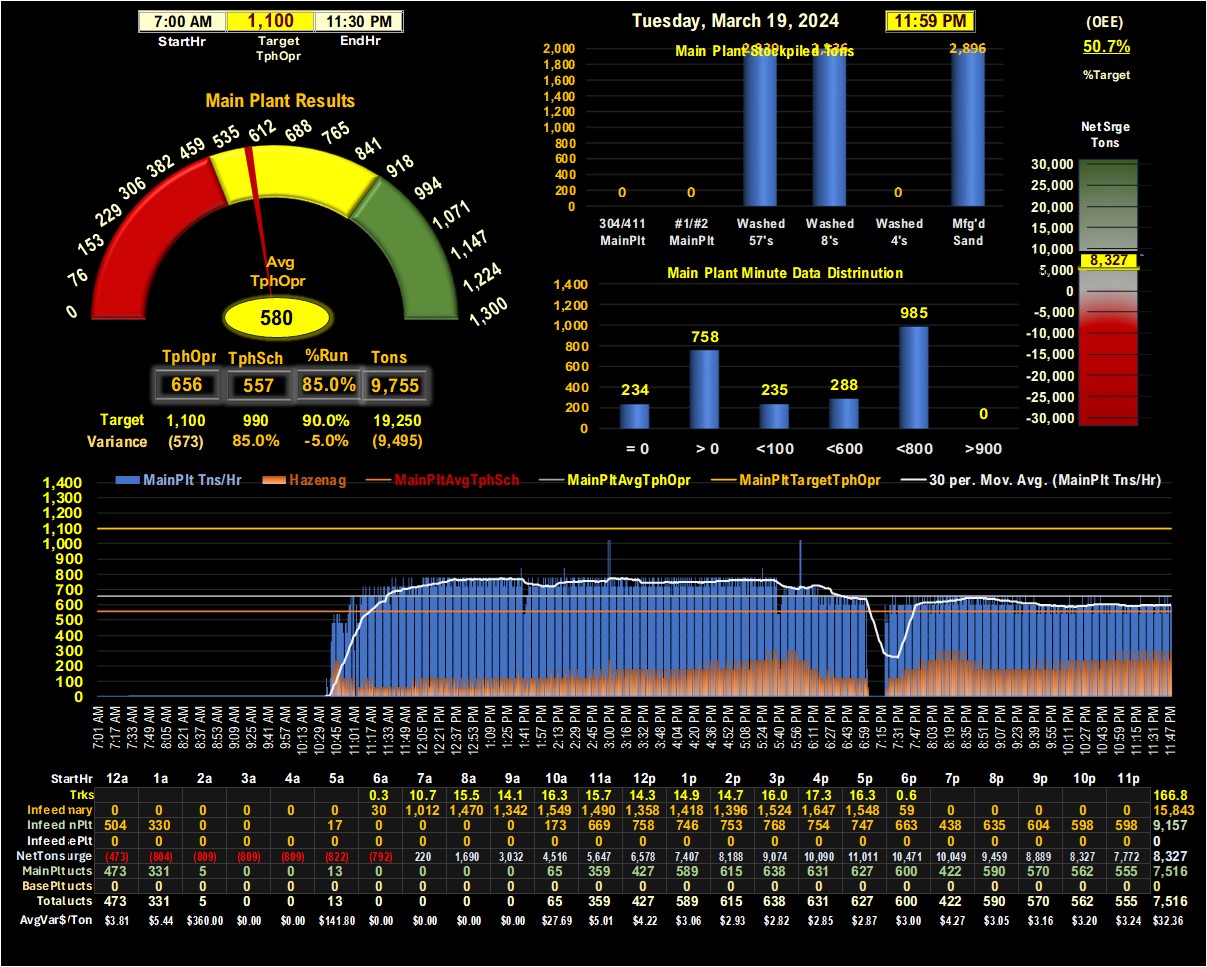 7:00 AM 1,100 11:30 PM
StartHr Target TphOpr EndHr
Tuesday, March 19, 2024 11:59 PM
(OEE)
50.7%
%Target
Main Plant Results
0 76 153 229 306 382 459 535 612 688 765 841 918 994 1,071 1,147 1,224 1,300
Avg
TphOpr
580
TphOpr TphSch %Run Tons
656 557 85.0% 9,755
Target 1,100 990 90.0% 19,250
Variance (573) 85.0% -5.0% (9,495)
Main Plant Stockpiled Tons
2,000
1,800
1,600
1,400
1,200
1,000
800
600
400
200
0
0 0 0 2,896
304/411 MainPlt
#1/#2 MainPlt
Washed 57's
Washed 8's
Washed 4's
Mfg'd Sand
Net Srge
Tons
30,000
25,000
20,000
15,000
10,000
8,327
5,000
0
-5,000
-10,000
-15,000
-20,000
-25,000
-30,000
Main Plant Minute Data Distrinution
1,400
1,200
1,000
800
600
400
200
0
234 758 235 288 985 0
= 0 > 0 <100 <600 <800 >900
MainPlt Tns/Hr Hazenag MainPltAvgTphSch MainPltAvgTphOpr MainPltTargetTphOpr 30 per. Mov. Avg. (MainPlt Tns/Hr)
1,400
1,300
1,200
1,100
1,000
900
800
700
600
500
400
300
200
100
0
7:01 AM 7:17 AM 7:33 AM 7:49 AM 8:05 AM 8:21 AM 8:37 AM 8:53 AM 9:09 AM 9:25 AM 9:41 AM 9:57 AM 10:13 AM 10:29 AM 10:45 AM 11:01 AM 11:17 AM 11:33 AM 11:49 AM 12:05 PM 12:21 PM 12:37 PM 12:53 PM 1:09 PM 1:25 PM 1:41 PM 1:57 PM 2:13 PM 2:29 PM 2:45 PM 3:00 PM 3:16 PM 3:32 PM 3:48 PM 4:04 PM 4:20 PM 4:36 PM 4:52 PM 5:08 PM 5:24 PM 5:40 PM 5:56 PM 6:11 PM 6:27 PM 6:43 PM 6:59 PM 7:15 PM 7:31 PM 7:47 PM 8:03 PM 8:19 PM 8:35 PM 8:51 PM 9:07 PM 9:23 PM 9:39 PM 9:55 PM 10:11 PM 10:27 PM 10:43 PM 10:59 PM 11:15 PM 11:31 PM 11:47 PM
StartHr 12a 1a 2a 3a 4a 5a 6a 7a 8a 9a 10a 11a 12p 1p 2p 3p 4p 5p 6p 7p 8p 9p 10p 11p
Trks 0.3 10.7 15.5 14.1 16.3 15.7 14.3 14.9 14.7 16.0 17.3 16.3 0.6 166.8
Infeed mary 0 0 0 0 0 0 30 1,012 1,470 1,342 1,549 1,490 1,358 1,418 1,396 1,524 1,647 1,548 59 0 0 0 0 0 15,843
Infeed nPlt 504 330 0 0 17 0 0 0 0 173 669 758 746 753 768 754 747 663 438 635 604 598 598 9,157
Infeed ePlt 0
NetTons urge (473) (804) (809) (809) (809) (822) (792) 220 1,690 3,032 4,516 5,647 6,578 7,407 8,188 9,074 10,090 11,011 10,471 10,049 9,459 8,889 8,327 7,772 8,327
MainPlt ucts 473 331 5 0 0 13 0 0 0 0 65 359 427 589 615 638 631 627 600 422 590 570 562 555 7,516
BasePlt ucts 0 0 0 0 0 0 0 0 0 0 0 0 0 0 0 0 0 0 0 0 0 0 0 0 0
Total ucts 473 331 5 0 0 13 0 0 0 0 65 359 427 589 615 638 631 627 600 422 590 570 562 555 7,516
AvgVar$/Ton $3.81 $5.44 $360.00 $0.00 $0.00 $141.80 $0.00 $0.00 $0.00 $0.00 $27.69 $5.01 $4.22 $3.06 $2.93 $2.82 $2.85 $2.87 $3.00 $4.27 $3.05 $3.16 $3.20 $3.24 $32.36